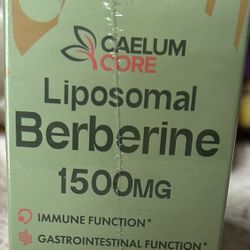 CAELUM
CORE
Liposomal
Berberine
1500MG
IMMUNE FUNCTION*
GASTROINTESTINAL FUNCTION*